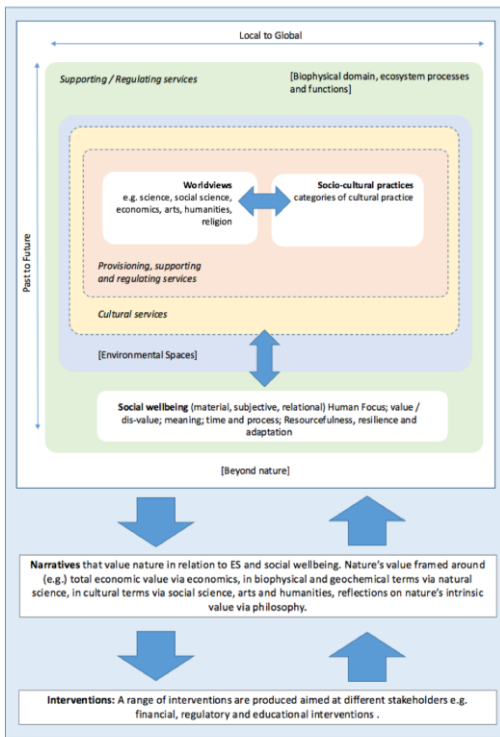 Local to Global
Supporting / Regulating services
[Biophysical domain, ecosystem processes
and functions]
Past to Future
Worldviews
e.g. science, social science,
economics, arts, humanities,
religion
Socio-cultural practices
categories of cultural practice
Provisioning, supporting
and regulating services
Cultural services
[Environmental Spaces]
Social wellbeing (material, subjective, relational) Human Focus; value /
dis-value; meaning; time and process; Resourcefulness, resilience and
adaptation
[Beyond nature]
Narratives that value nature in relation to ES and social wellbeing. Nature's value framed around
(e.g.) total economic value via economics, in biophysical and geochemical terms via natural
science, in cultural terms via social science, arts and humanities, reflections on nature's intrinsic
value via philosophy.
Interventions: A range of interventions are produced aimed at different stakeholders e.g.
financial, regulatory and educational interventions .